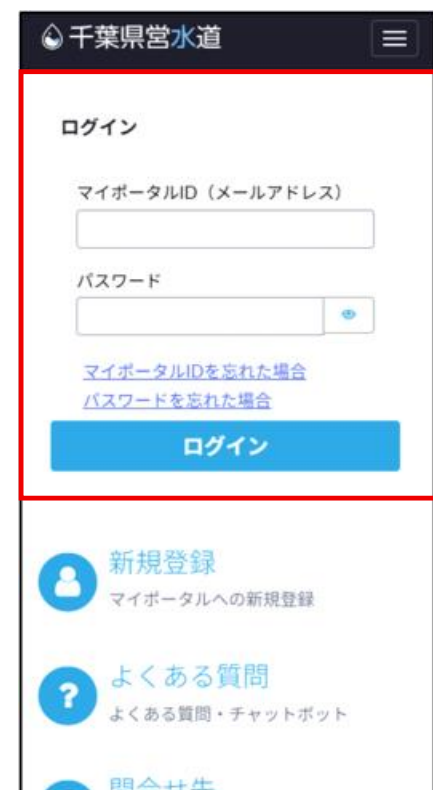 千葉県営水道
ログイン
マイポータルID（メールアドレス）
パスワード
マイポータルIDを忘れた場合
パスワードを忘れた場合
ログイン
新規登録
マイポータルへの新規登録
?
よくある質問
よくある質問・チャットボット
問合せ先